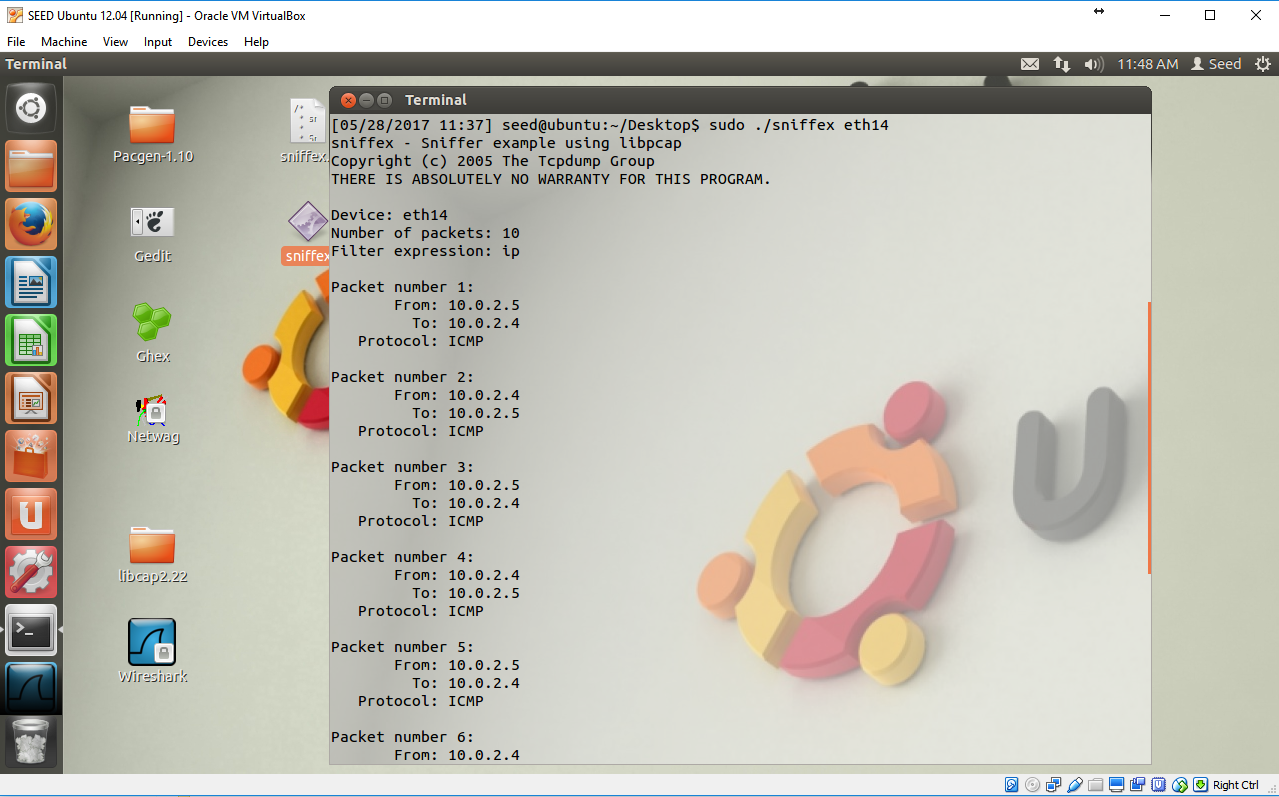 SEED Ubuntu 12.04 [Running] - Oracle VM VirtualBox
File Machine View Input Devices Help
Terminal
11:48 AM Seed
Pacgen-1.10
sniffex.
Gedit
sniffex
Ghex
Netwag
libcap2.22
Wireshark
Terminal
[05/28/2017 11:37] seed@ubuntu:~/Desktop$ sudo ./sniffex eth14
sniffex - Sniffer example using libpcap
Copyright (c) 2005 The Tcpdump Group
THERE IS ABSOLUTELY NO WARRANTY FOR THIS PROGRAM.
Device: eth14
Number of packets: 10
Filter expression: ip
Packet number 1:
From: 10.0.2.5
To: 10.0.2.4
Protocol: ICMP
Packet number 2:
From: 10.0.2.4
To: 10.0.2.5
Protocol: ICMP
Packet number 3:
From: 10.0.2.5
To: 10.0.2.4
Protocol: ICMP
Packet number 4:
From: 10.0.2.4
To: 10.0.2.5
Protocol: ICMP
Packet number 5:
From: 10.0.2.5
To: 10.0.2.4
Protocol: ICMP
Packet number 6:
From: 10.0.2.4
Right Ctrl